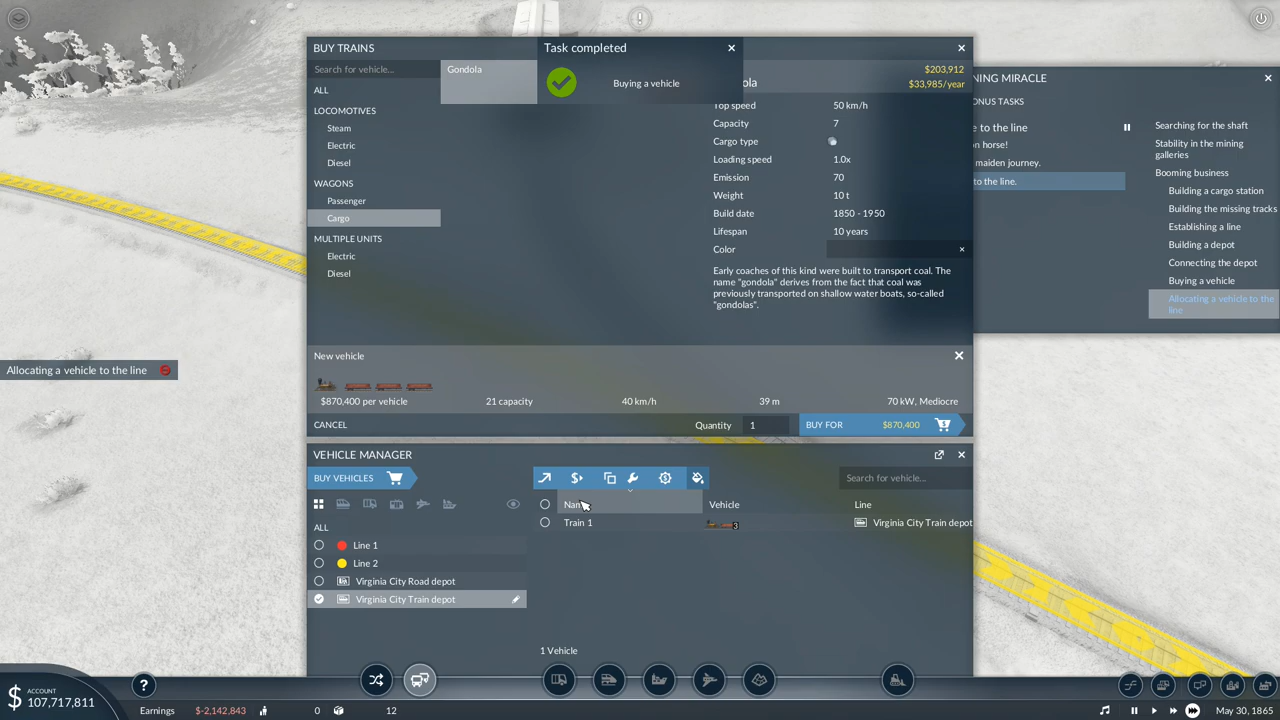 BUY TRAINS
Search for vehicle...
ALL
LOCOMOTIVES
Steam
Electric
Diesel
WAGONS
Passenger
Cargo
MULTIPLE UNITS
Electric
Diesel
Gondola
Task completed
Buying a vehicle
ola
$203,912
$33,985/year
Top speed 50 km/h
Capacity 7
Cargo type
Loading speed 1.0x
Emission 70
Weight 10 t
Build date 1850 - 1950
Lifespan 10 years
Color
Early coaches of this kind were built to transport coal. The
name "gondola" derives from the fact that coal was
previously transported on shallow water boats, so-called
"gondolas".
NING MIRACLE
ONUS TASKS
e to the line
on horse!
maiden journey.
to the line.
Searching for the shaft
Stability in the mining
galleries
Booming business
Building a cargo station
Building the missing tracks
Establishing a line
Building a depot
Connecting the depot
Buying a vehicle
Allocating a vehicle to the
line
Allocating a vehicle to the line
New vehicle
$870,400 per vehicle 21 capacity 40 km/h 39 m 70 kW, Mediocre
CANCEL Quantity 1 BUY FOR $870,400
VEHICLE MANAGER
BUY VEHICLES
Search for vehicle...
ALL
Line 1
Line 2
Virginia City Road depot
Virginia City Train depot
Vehicle Line
Train 1 3 Virginia City Train depot
1 Vehicle
$ ACCOUNT
107,717,811
?
Earnings $-2,142,843 0 12
May 30, 1865